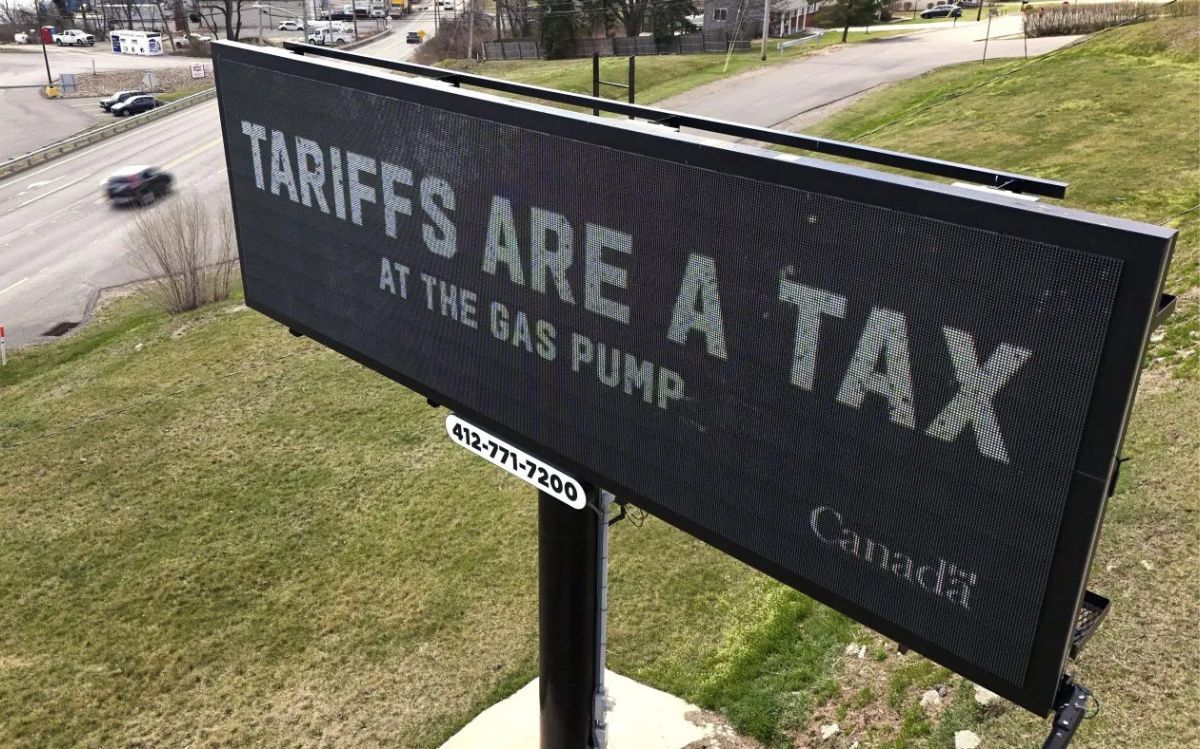 TARIFFS ARE A TAX
AT THE GAS PUMP
Canada
412-771-7200